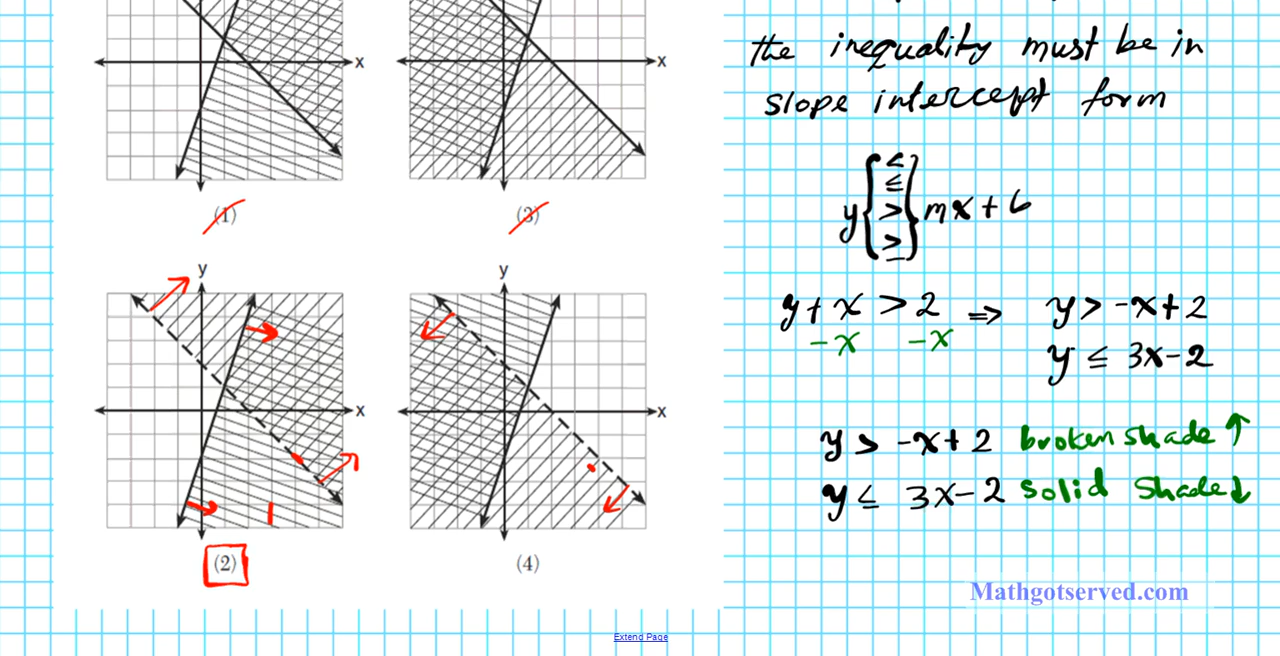 the inequality must be in
slope intercept form
x
x
(1)
(3)
y { < ≤ > ≥ } mx + b
y
y
y + x > 2 ⇒ y > -x + 2
-x -x
y ≤ 3x - 2
x
x
y > -x + 2 broken shade ↑
y ≤ 3x - 2 solid Shade ↓
(2)
(4)
Mathgotserved.com
Extend Page